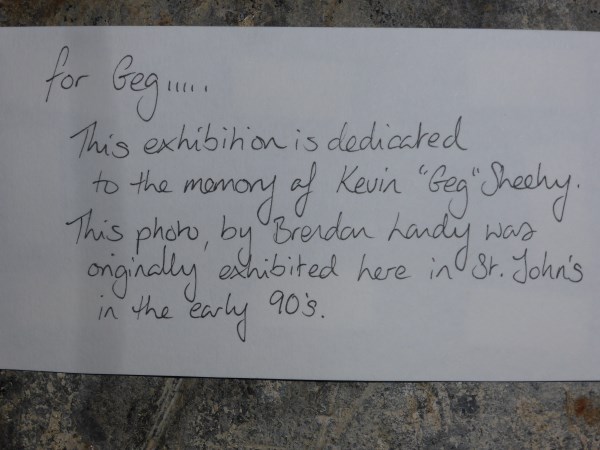 for Geg.....
This exhibition is dedicated
to the memory of Kevin "Geg" Sheehy.
This photo, by Brendan Landy was
originally exhibited here in St. John's
in the early 90's.